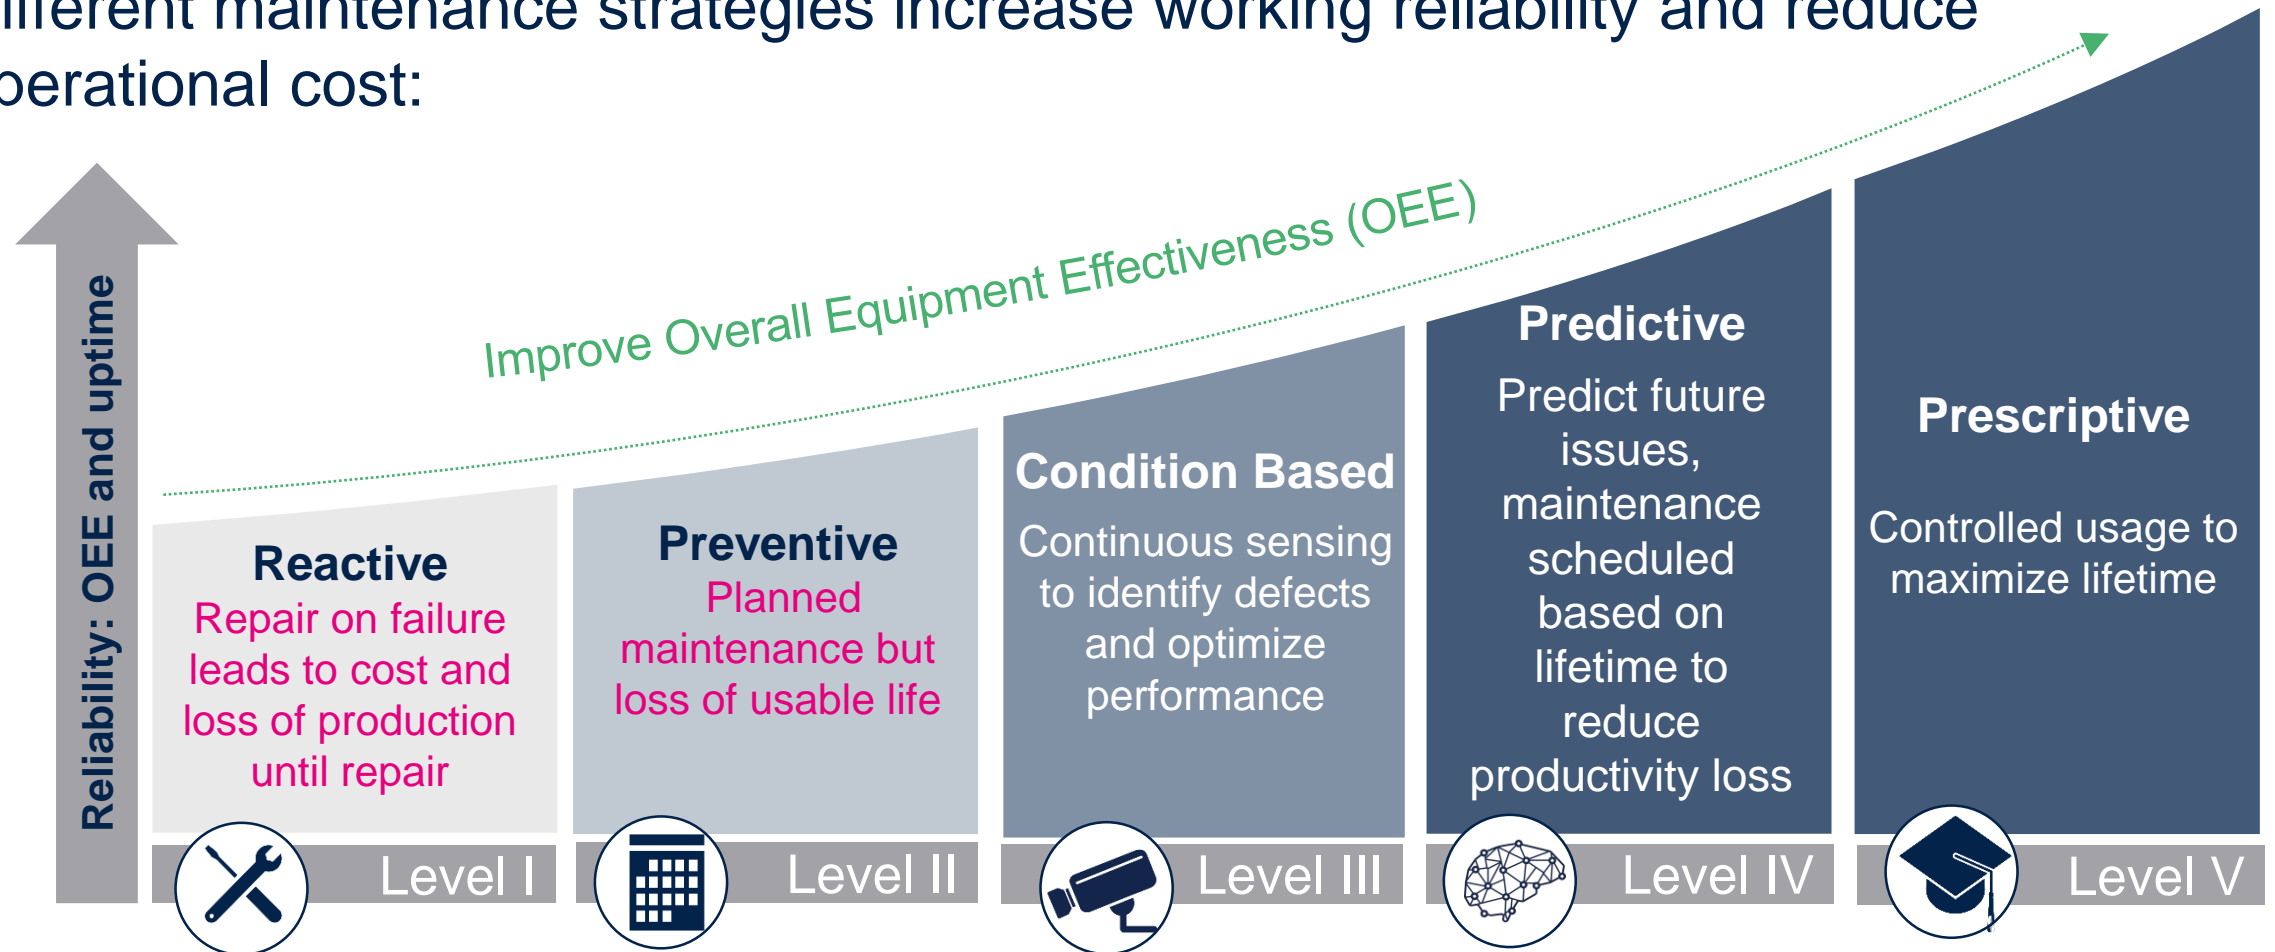 ifferent maintenance strategies increase working reliability and reduce
perational cost:
Improve Overall Equipment Effectiveness (OEE)
Reliability: OEE and uptime
Reactive
Repair on failure
leads to cost and
loss of production
until repair
Level I
Preventive
Planned
maintenance but
loss of usable life
Level II
Condition Based
Continuous sensing
to identify defects
and optimize
performance
Level III
Predictive
Predict future
issues,
maintenance
scheduled
based on
lifetime to
reduce
productivity loss
Level IV
Prescriptive
Controlled usage to
maximize lifetime
Level V